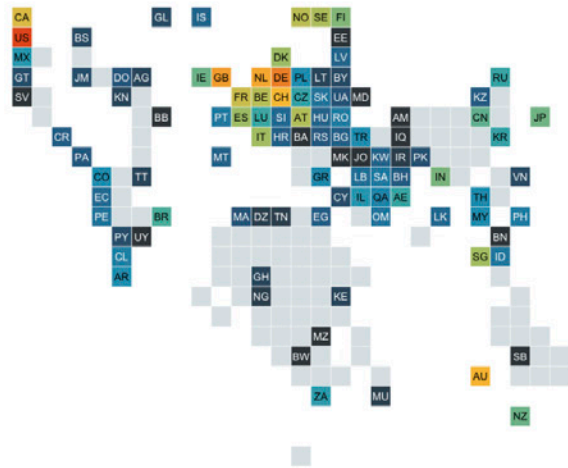 CA GL IS NO SE FI
US BS EE
MX DK LV
GT JM DO AG IE GB NL DE PL LT BY RU
SV KN FR BE CH CZ SK UA MD KZ
BB PT ES LU SI AT HU RO AM CN JP
CR IT HR BA RS BG TR IQ KR
PA MT MK JO KW IR PK
CO TT GR LB SA BH IN VN
EC CY IL QA AE TH
PE BR MA DZ TN EG OM LK MY PH
PY UY BN
CL SG ID
AR GH
NG KE
MZ
BW SB
AU
ZA MU
NZ